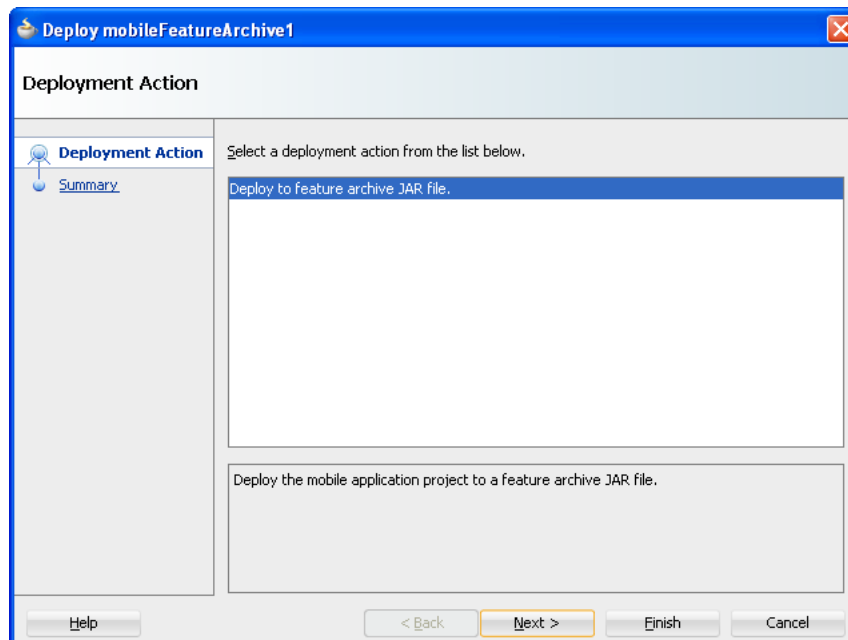 Deploy mobileFeatureArchive1
Deployment Action
Deployment Action
Summary
Select a deployment action from the list below.
Deploy to feature archive JAR file.
Deploy the mobile application project to a feature archive JAR file.
Help
< Back
Next >
Finish
Cancel